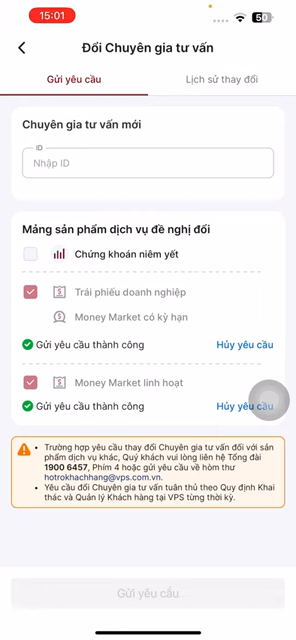 15:01
50
Đổi Chuyên gia tư vấn
Gửi yêu cầu
Lịch sử thay đổi
Chuyên gia tư vấn mới
ID
Nhập ID
Mảng sản phẩm dịch vụ đề nghị đổi
Chứng khoán niêm yết
Trái phiếu doanh nghiệp
Money Market có kỳ hạn
Gửi yêu cầu thành công
Hủy yêu cầu
Money Market linh hoạt
Gửi yêu cầu thành công
Hủy yêu cầu
• Trường hợp yêu cầu thay đổi Chuyên gia tư vấn đối với sản
phẩm dịch vụ khác, Quý khách vui lòng liên hệ Tổng đài
1900 6457, Phím 4 hoặc gửi yêu cầu về hòm thư
hotrokhachhang@vps.com.vn.
• Yêu cầu đổi Chuyên gia tư vấn tuân thủ theo Quy định Khai
thác và Quản lý Khách hàng tại VPS từng thời kỳ.
Gửi yêu cầu